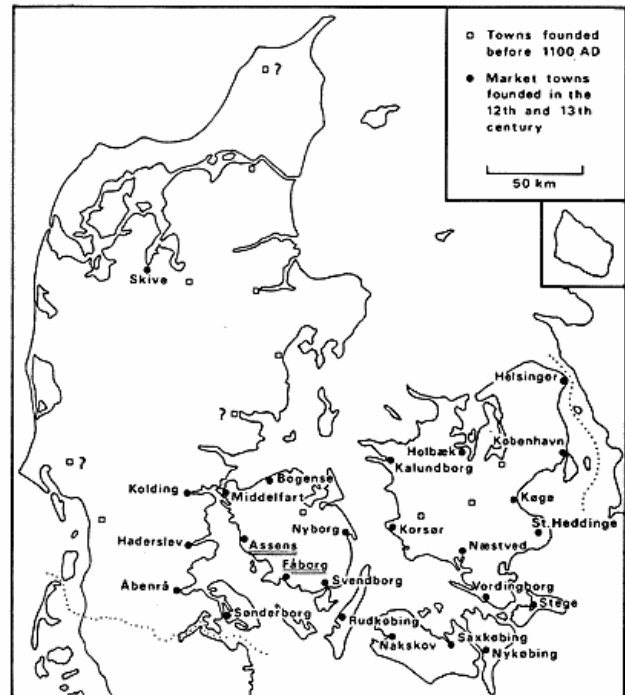 Towns founded
before 1100 AD
Market towns
founded in the
12th and 13th
century
50 km
?
Skive
Helsingør
?
Holbæk
København
Kalundborg
?
Bogense
Kolding
Middelfart
Køge
Nyborg
Korsør
St. Heddinge
Assens
Haderslev
Næstved
Fåborg
Svendborg
Åbenrå
Vordingborg
Stege
Sønderborg
Rudkøbing
Nakskov
Saxkøbing
Nykøbing